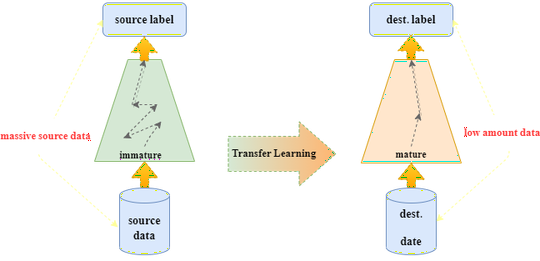 source label
dest. label
massive source data
low amount data
immature
Transfer Learning
mature
source
data
dest.
date